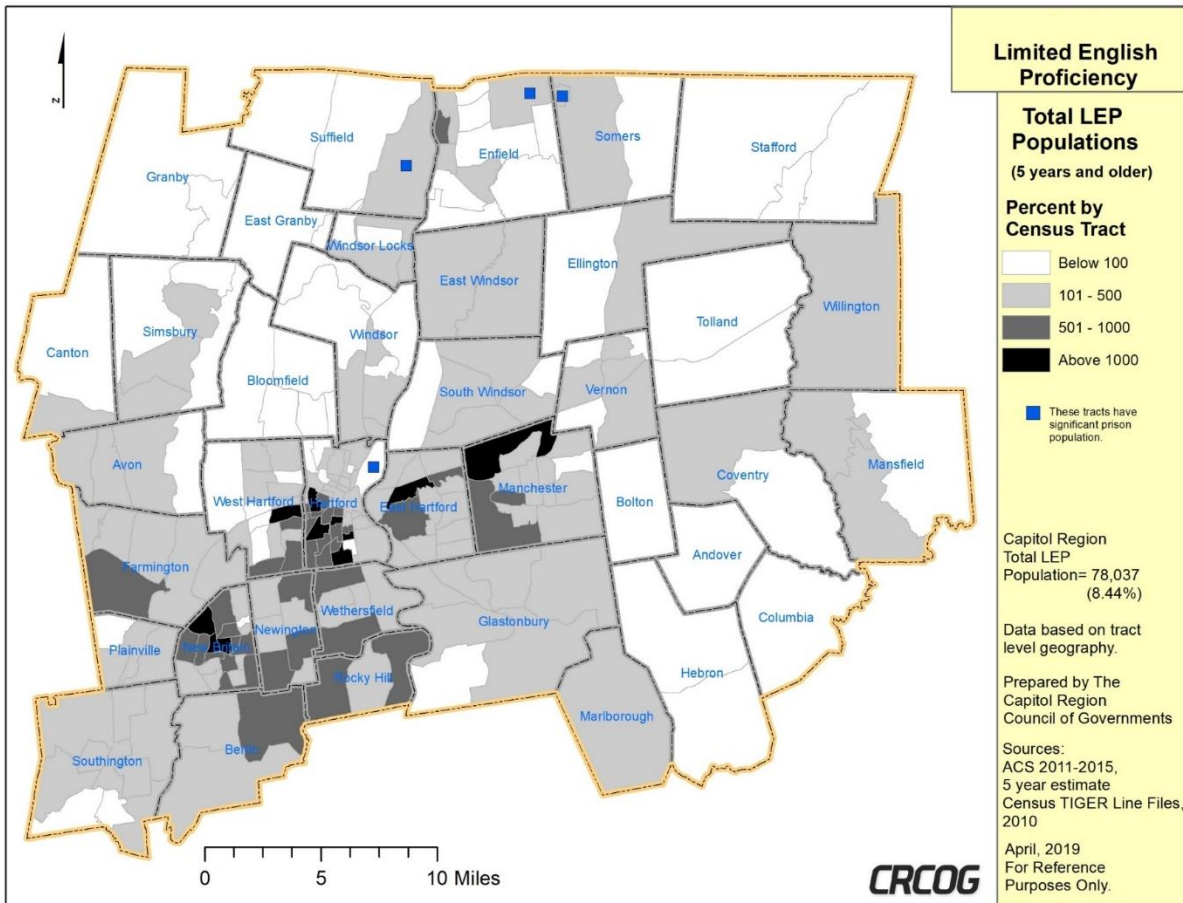 Limited English
Proficiency
Total LEP
Populations
(5 years and older)
Percent by
Census Tract
Below 100
101 - 500
501 - 1000
Above 1000
These tracts have
significant prison
population.
Capitol Region
Total LEP
Population= 78,037
(8.44%)
Data based on tract
level geography.
Prepared by The
Capitol Region
Council of Governments
Sources:
ACS 2011-2015,
5 year estimate
Census TIGER Line Files,
2010
April, 2019
For Reference
Purposes Only.
z
Suffield
Enfield
Somers
Stafford
Granby
East Granby
Windsor Locks
East Windsor
Ellington
Willington
Tolland
Simsbury
Canton
Windsor
Bloomfield
South Windsor
Vernon
Avon
Coventry
Mansfield
West Hartford
Hartford
East Hartford
Manchester
Bolton
Andover
Columbia
Farmington
Wethersfield
Newington
Glastonbury
Plainville
New Britain
Rocky Hill
Hebron
Marlborough
Southington
Berlin
0 5 10 Miles
CRCOG